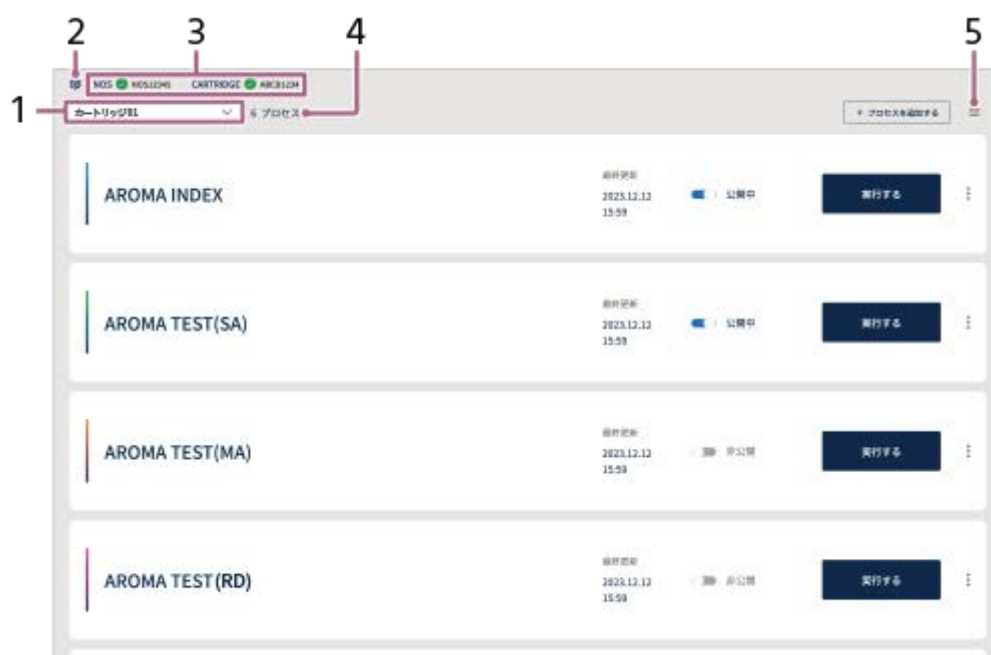 2 3 4 5
NOS NOS12345 CARTRIDGE ABCD1234
1 カートリッジ01 6 プロセス + プロセスを追加する
AROMA INDEX
最終更新
2023.12.12
15:59
公開中
実行する
AROMA TEST(SA)
最終更新
2023.12.12
15:59
公開中
実行する
AROMA TEST(MA)
最終更新
2023.12.12
15:59
非公開
実行する
AROMA TEST(RD)
最終更新
2023.12.12
15:59
非公開
実行する